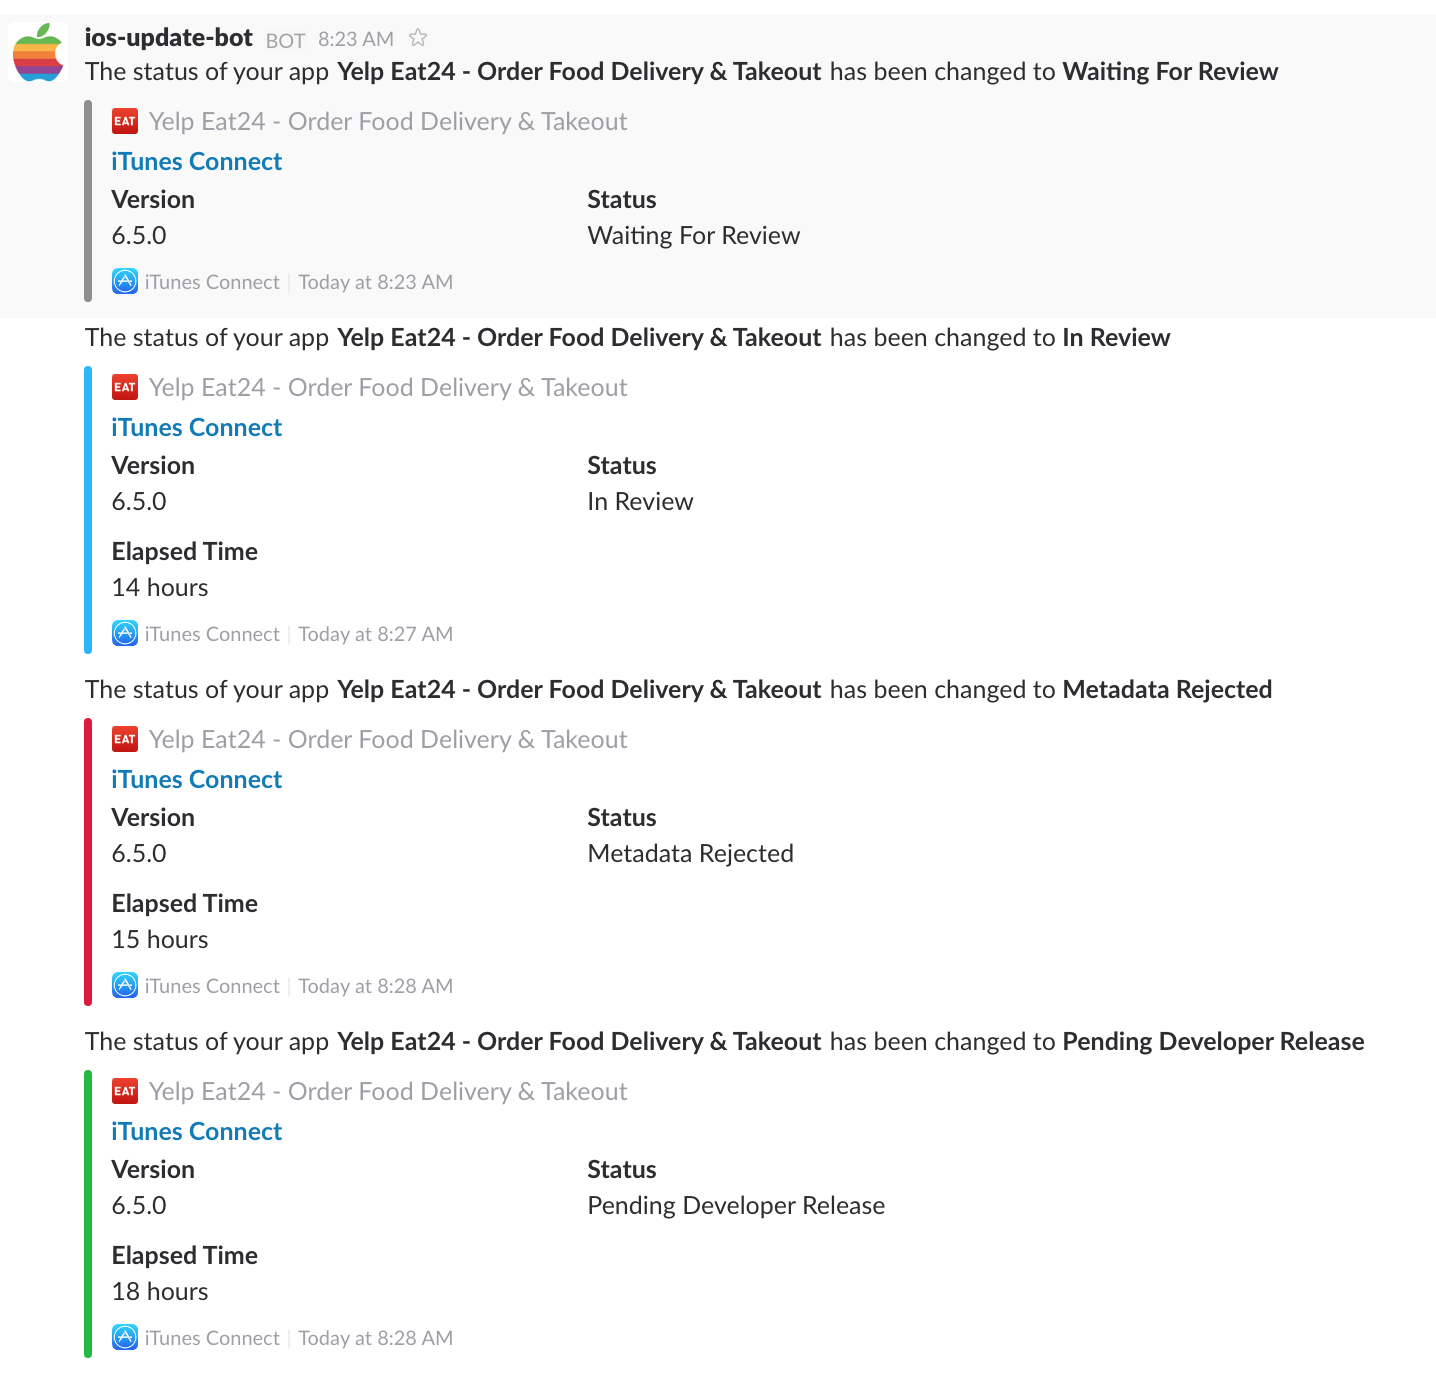 ios-update-bot BOT 8:23 AM
The status of your app Yelp Eat24 - Order Food Delivery & Takeout has been changed to Waiting For Review
EAT Yelp Eat24 - Order Food Delivery & Takeout
iTunes Connect
Version Status
6.5.0 Waiting For Review
iTunes Connect | Today at 8:23 AM
The status of your app Yelp Eat24 - Order Food Delivery & Takeout has been changed to In Review
EAT Yelp Eat24 - Order Food Delivery & Takeout
iTunes Connect
Version Status
6.5.0 In Review
Elapsed Time
14 hours
iTunes Connect | Today at 8:27 AM
The status of your app Yelp Eat24 - Order Food Delivery & Takeout has been changed to Metadata Rejected
EAT Yelp Eat24 - Order Food Delivery & Takeout
iTunes Connect
Version Status
6.5.0 Metadata Rejected
Elapsed Time
15 hours
iTunes Connect | Today at 8:28 AM
The status of your app Yelp Eat24 - Order Food Delivery & Takeout has been changed to Pending Developer Release
EAT Yelp Eat24 - Order Food Delivery & Takeout
iTunes Connect
Version Status
6.5.0 Pending Developer Release
Elapsed Time
18 hours
iTunes Connect | Today at 8:28 AM